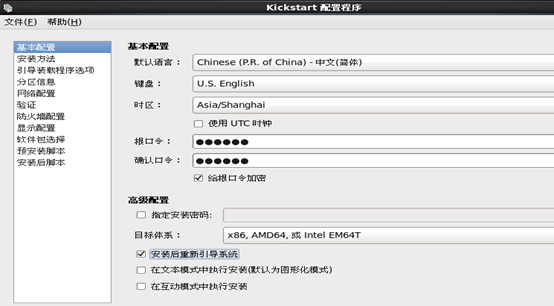 Kickstart 配置程序
文件(F) 帮助(H)
基本配置
安装方法
引导装载程序选项
分区信息
网络配置
验证
防火墙配置
显示配置
软件包选择
预安装脚本
安装后脚本
基本配置
默认语言： Chinese (P.R. of China) - 中文(简体)
键盘： U.S. English
时区： Asia/Shanghai
使用 UTC 时钟
根口令： ●●●●●●
确认口令： ●●●●●●
给根口令加密
高级配置
指定安装密码:
目标体系： x86, AMD64, 或 Intel EM64T
安装后重新引导系统
在文本模式中执行安装(默认为图形化模式)
在互动模式中执行安装